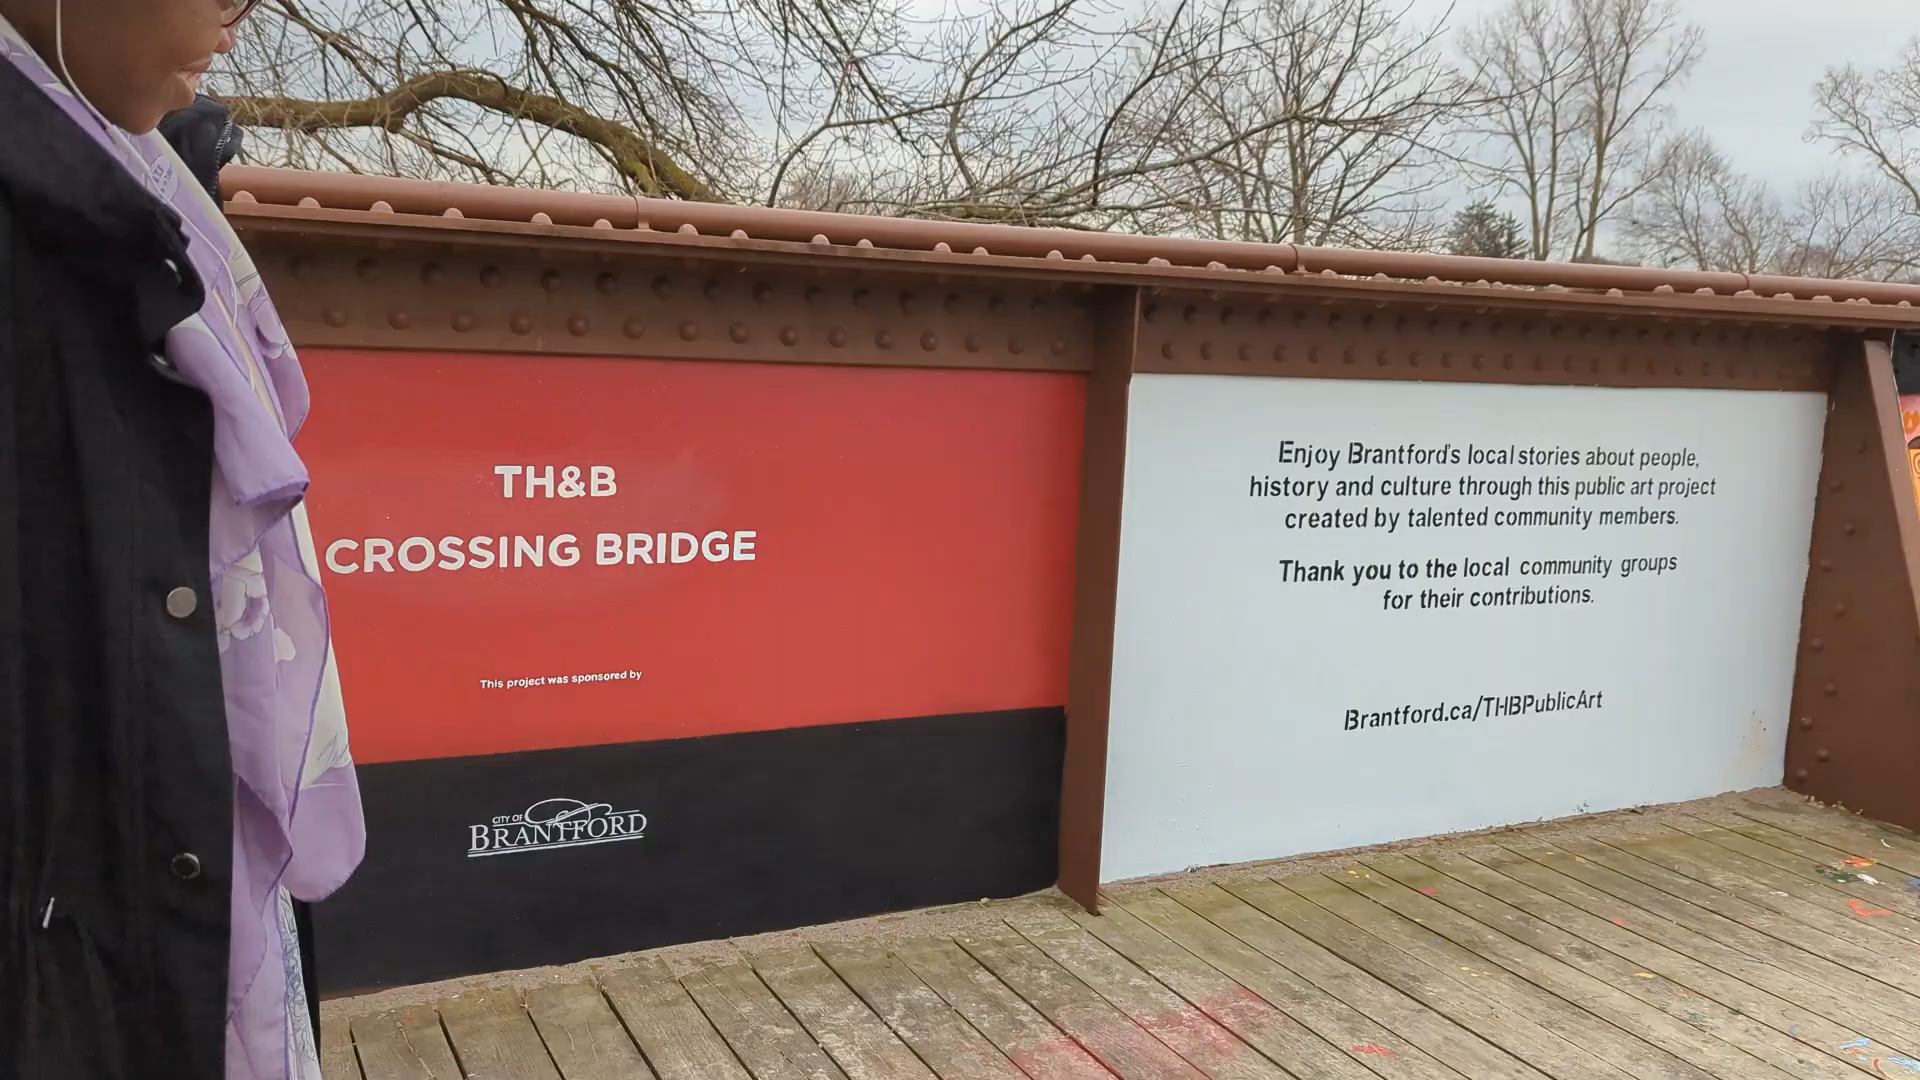 TH&B
CROSSING BRIDGE
This project was sponsored by
CITY OF
BRANTFORD
Enjoy Brantford's local stories about people,
history and culture through this public art project
created by talented community members.
Thank you to the local community groups
for their contributions.
Brantford.ca/THBPublicArt